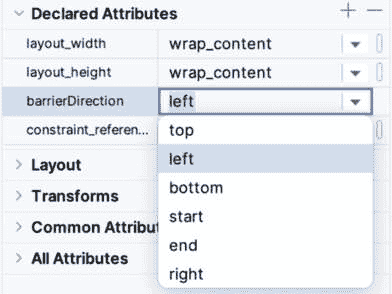 Declared Attributes
layout_width wrap_content
layout_height wrap_content
barrierDirection left
constraint_referen... top
left
Layout
bottom
Transforms
start
Common Attribut
end
All Attributes
right